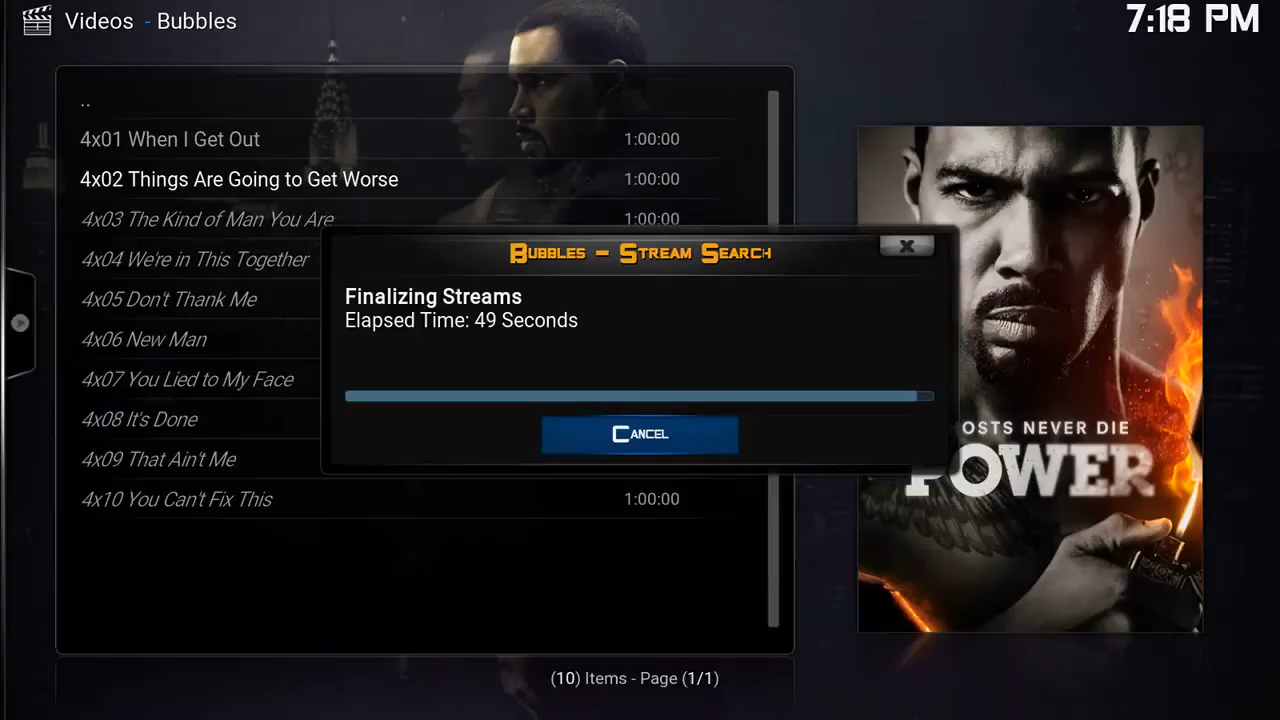 Videos - Bubbles
7:18 PM
..
4x01 When I Get Out 1:00:00
4x02 Things Are Going to Get Worse 1:00:00
4x03 The Kind of Man You Are 1:00:00
4x04 We're in This Together
4x05 Don't Thank Me
4x06 New Man
4x07 You Lied to My Face
4x08 It's Done
4x09 That Ain't Me
4x10 You Can't Fix This 1:00:00
Bubbles - Stream Search
Finalizing Streams
Elapsed Time: 49 Seconds
Cancel
OSTS NEVER DIE
POWER
(10) Items - Page (1/1)